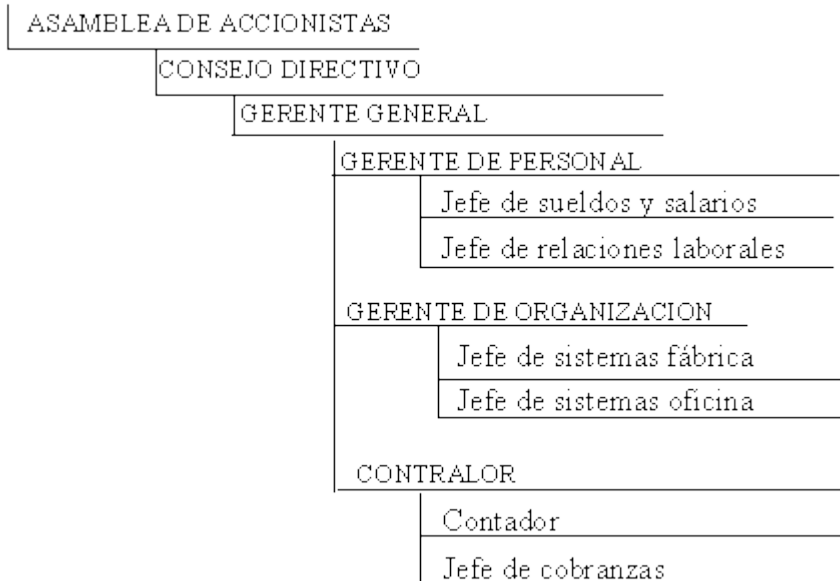 ASAMBLEA DE ACCIONISTAS
CONSEJO DIRECTIVO
GERENTE GENERAL
GERENTE DE PERSONAL
Jefe de sueldos y salarios
Jefe de relaciones laborales
GERENTE DE ORGANIZACION
Jefe de sistemas fábrica
Jefe de sistemas oficina
CONTRALOR
Contador
Jefe de cobranzas